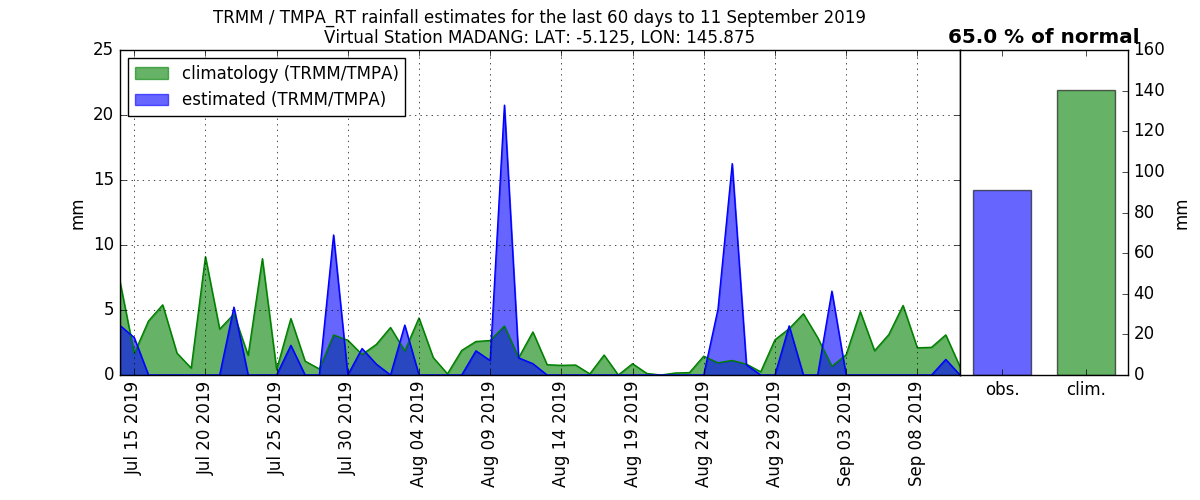 TRMM / TMPA_RT rainfall estimates for the last 60 days to 11 September 2019
Virtual Station MADANG: LAT: -5.125, LON: 145.875
65.0 % of normal
climatology (TRMM/TMPA)
estimated (TRMM/TMPA)
25
20
15
10
5
0
mm
160
140
120
100
80
60
40
20
0
mm
Jul 15 2019
Jul 20 2019
Jul 25 2019
Jul 30 2019
Aug 04 2019
Aug 09 2019
Aug 14 2019
Aug 19 2019
Aug 24 2019
Aug 29 2019
Sep 03 2019
Sep 08 2019
obs.
clim.